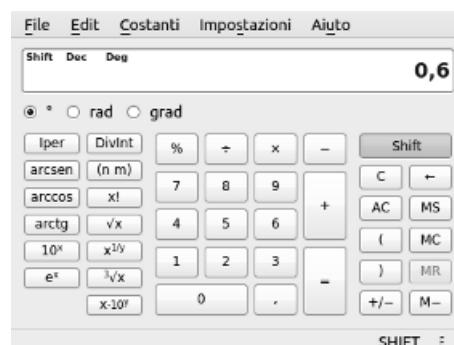 File Edit Costanti Impostazioni Aiuto
Shift Dec Deg
0,6
° rad grad
Iper DivInt % ÷ × − Shift
arcsen (n m) 7 8 9 + C ←
arccos x! AC MS
arctg √x 4 5 6 ( MC
10ˣ x¹/ʸ 1 2 3 = ) MR
eˣ ³√x 0 , +/− M−
x·10ʸ
SHIFT